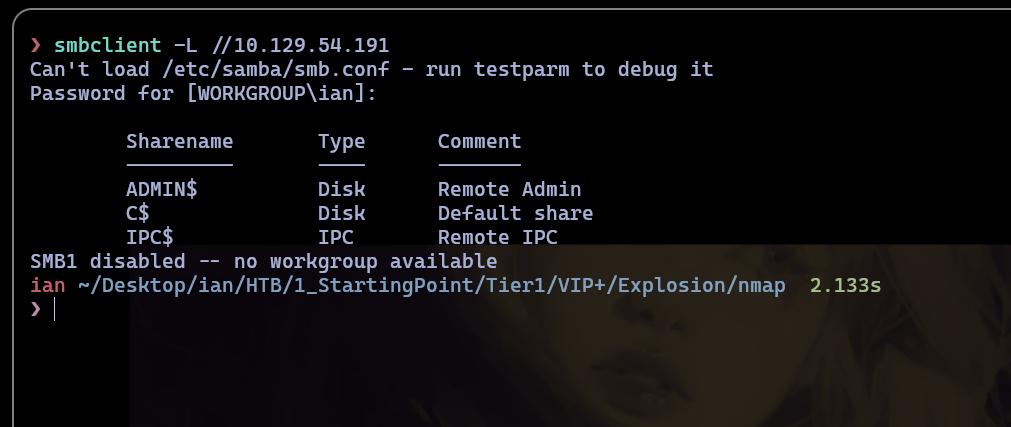 ❯ smbclient -L //10.129.54.191
Can't load /etc/samba/smb.conf - run testparm to debug it
Password for [WORKGROUP\ian]:
Sharename Type Comment
--------- ---- -------
ADMIN$ Disk Remote Admin
C$ Disk Default share
IPC$ IPC Remote IPC
SMB1 disabled -- no workgroup available
ian ~/Desktop/ian/HTB/1_StartingPoint/Tier1/VIP+/Explosion/nmap 2.133s
❯